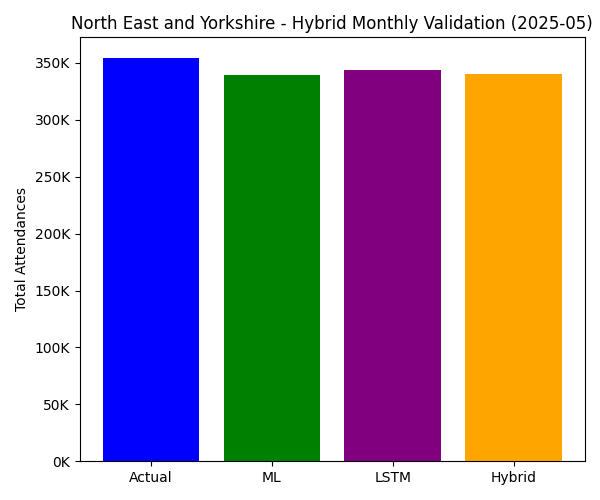 North East and Yorkshire - Hybrid Monthly Validation (2025-05)
Total Attendances
350K
300K
250K
200K
150K
100K
50K
0K
Actual
ML
LSTM
Hybrid